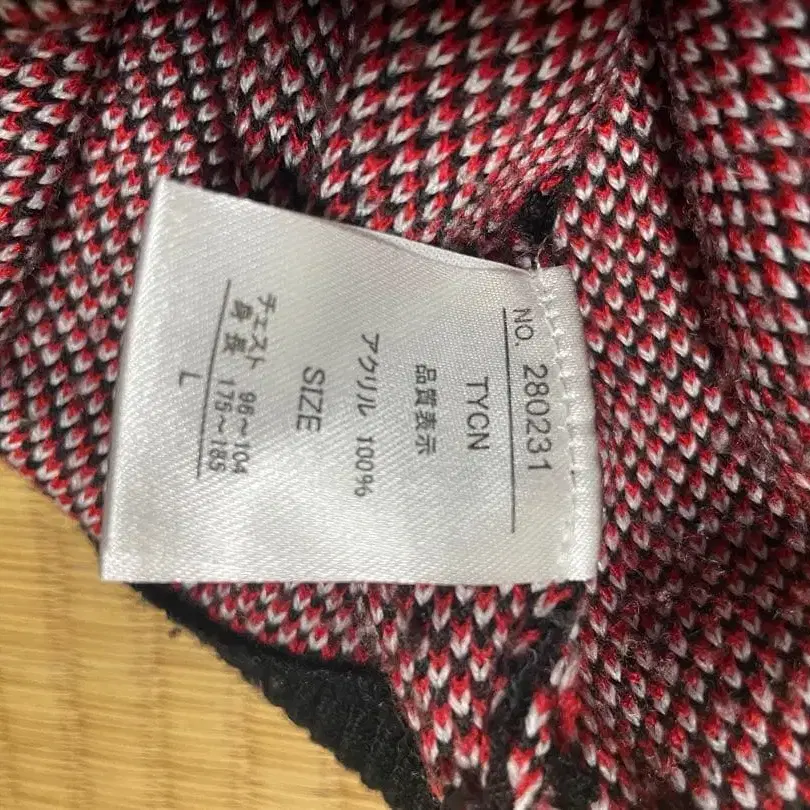 NO. 280231
TYCN
品質表示
アクリル 100%
SIZE
チェスト 96～104
身長 175～185
L